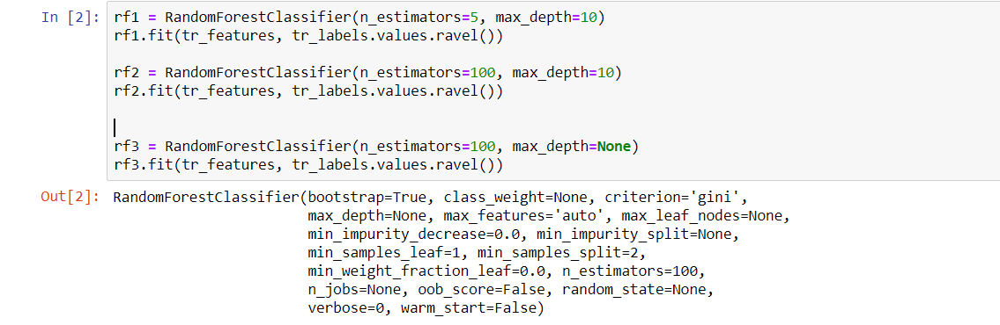 In [2]: rf1 = RandomForestClassifier(n_estimators=5, max_depth=10)
rf1.fit(tr_features, tr_labels.values.ravel())
rf2 = RandomForestClassifier(n_estimators=100, max_depth=10)
rf2.fit(tr_features, tr_labels.values.ravel())
rf3 = RandomForestClassifier(n_estimators=100, max_depth=None)
rf3.fit(tr_features, tr_labels.values.ravel())
Out[2]: RandomForestClassifier(bootstrap=True, class_weight=None, criterion='gini',
max_depth=None, max_features='auto', max_leaf_nodes=None,
min_impurity_decrease=0.0, min_impurity_split=None,
min_samples_leaf=1, min_samples_split=2,
min_weight_fraction_leaf=0.0, n_estimators=100,
n_jobs=None, oob_score=False, random_state=None,
verbose=0, warm_start=False)